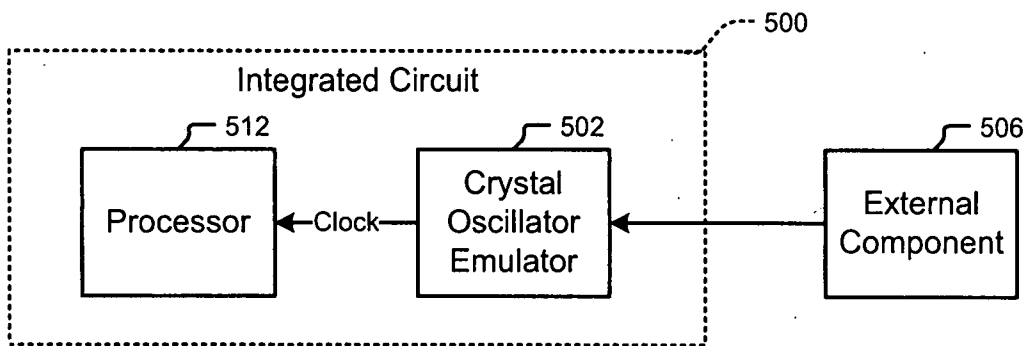 500
Integrated Circuit
512
502
506
Processor
Clock
Crystal
Oscillator
Emulator
External
Component